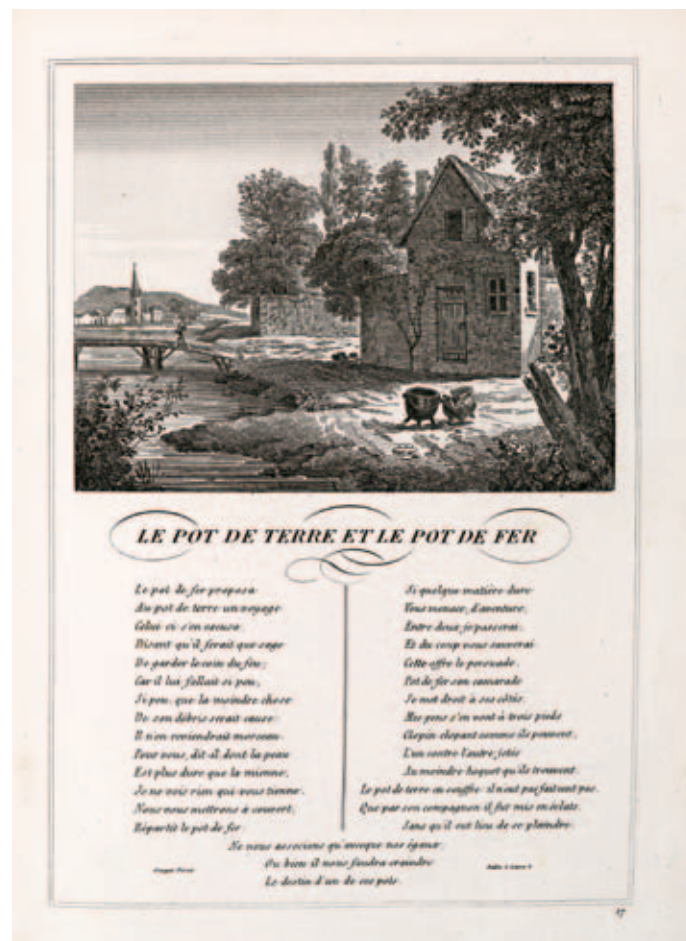 LE POT DE TERRE ET LE POT DE FER
Le pot de fer proposa
Au pot de terre un voyage
Celui-ci s'en excusa
Disant qu'il ferait que sage
De garder le coin du feu;
Car il lui fallait si peu,
Si peu, que la moindre chose
De son débris serait cause
Il n'en reviendrait morceau
Pour vous, dit-il, dont la peau
Est plus dure que la mienne,
Je ne vois rien qui vous tienne.
Nous vous mettrons à couvert,
Répartit le pot de fer
Si quelque matière dure
Vous menace, d'aventure,
Entre deux je passerai.
Et du coup vous sauverai
Cette offre le persuade.
Pot de fer son camarade
Se met droit à ses côtés.
Mes gens s'en vont à trois pieds
Clopin clopant comme ils peuvent,
L'un contre l'autre jetés
Au moindre hoquet qu'ils treuvent.
Le pot de terre en souffre: il n'eut pas fait cent pas.
Que par son compagnon il fut mis en éclats.
Sans qu'il eut lieu de se plaindre.
Ne nous associons qu'avecque nos égaux
Ou bien il nous faudra craindre
Le destin d'un de ces pots.